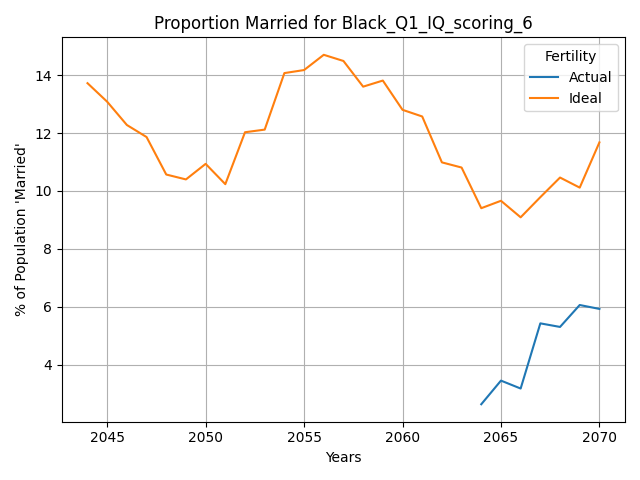 Proportion Married for Black_Q1_IQ_scoring_6
Fertility
Actual
Ideal
% of Population 'Married'
14
12
10
8
6
4
2045 2050 2055 2060 2065 2070
Years